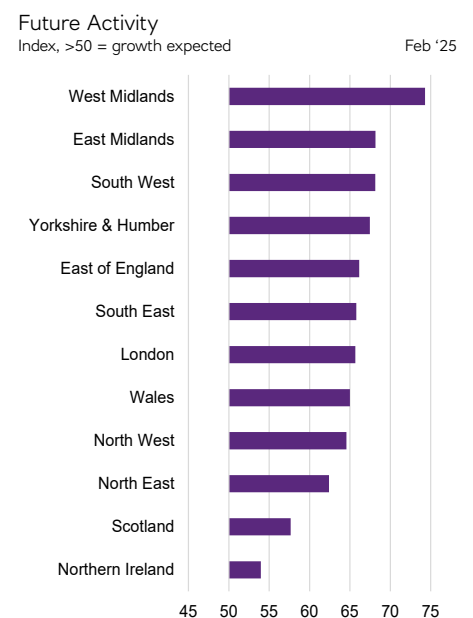 Future Activity
Index, >50 = growth expected
Feb ‘25
West Midlands
East Midlands
South West
Yorkshire & Humber
East of England
South East
London
Wales
North West
North East
Scotland
Northern Ireland
45 50 55 60 65 70 75